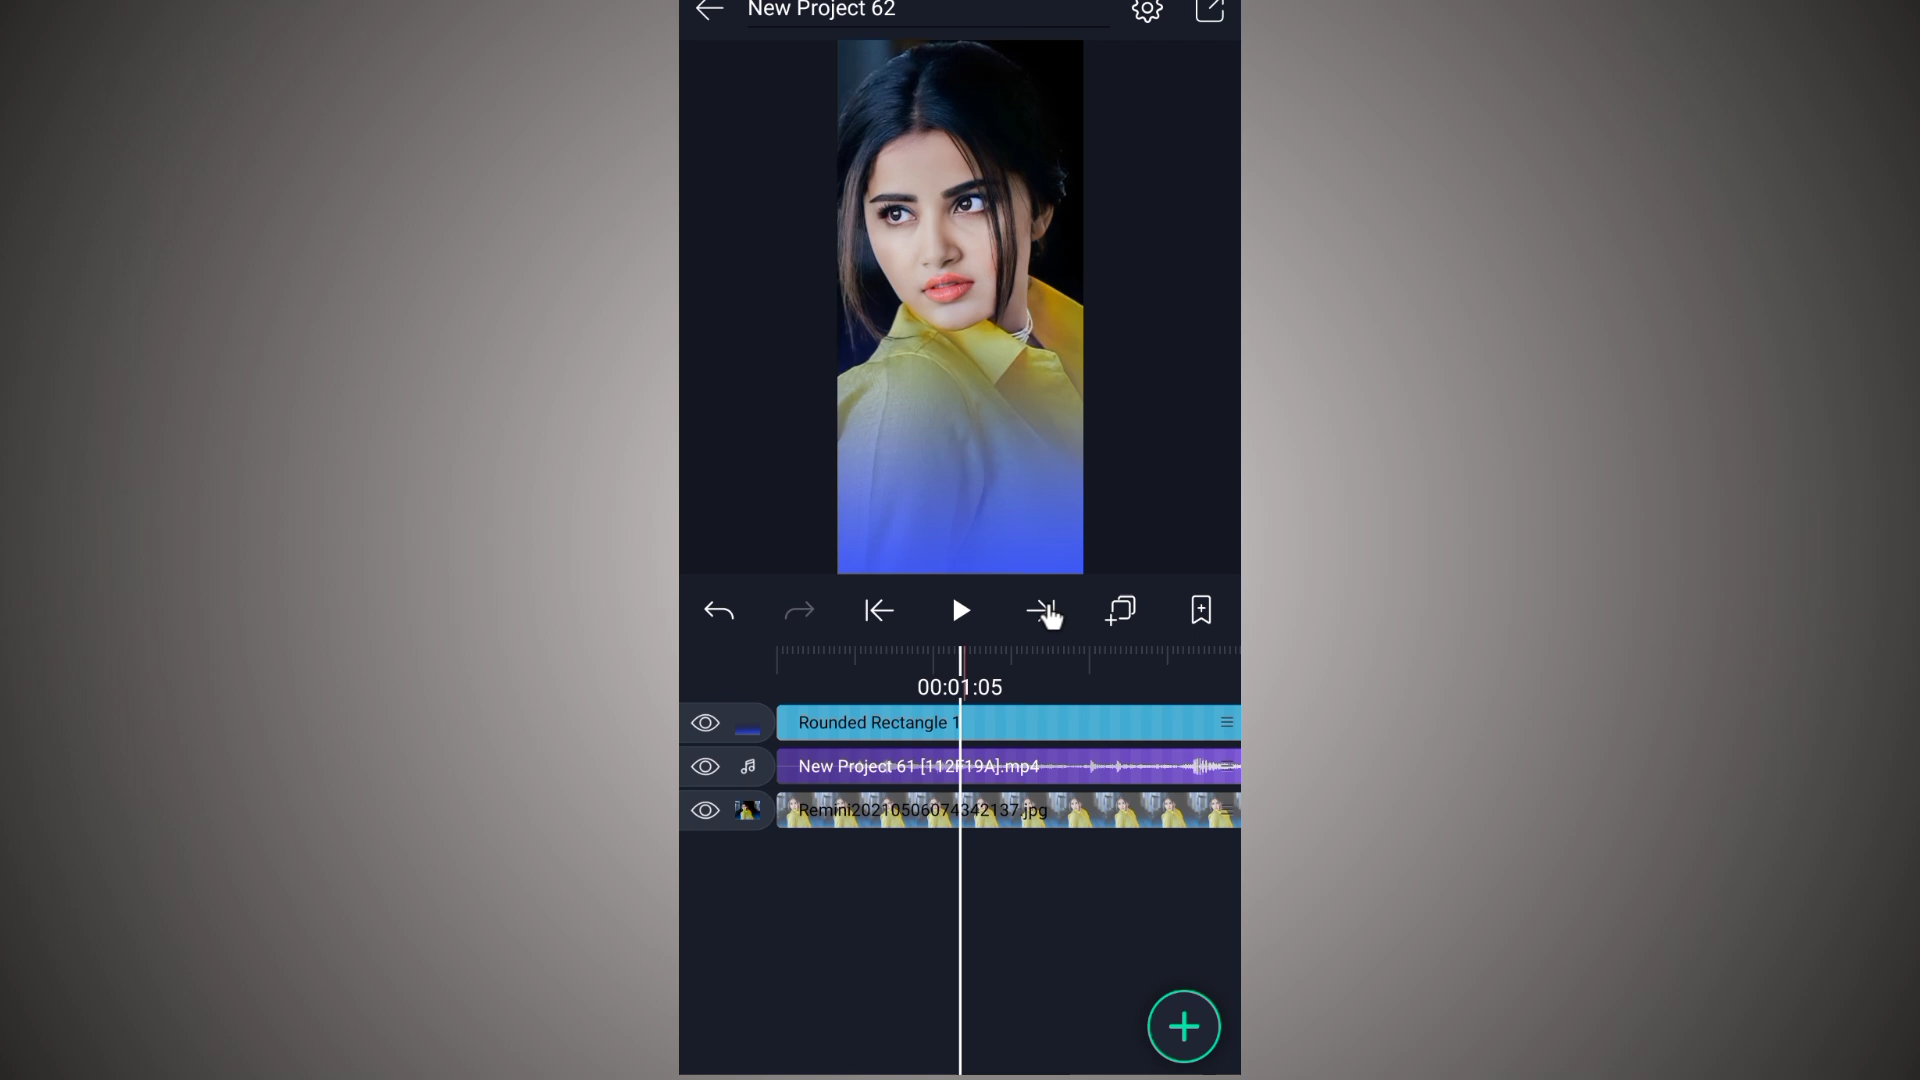 New Project 62
00:01:05
Rounded Rectangle 1
New Project 61 [112F19A].mp4
Remini20210506074342137.jpg